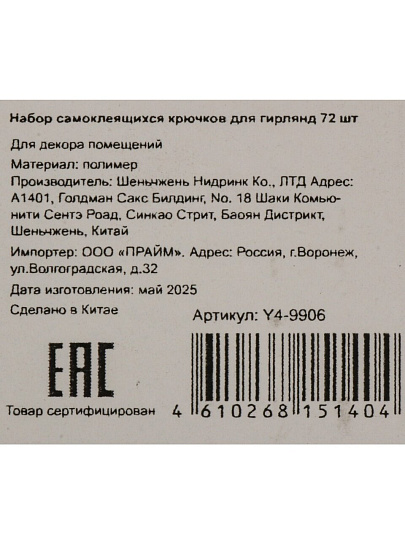 Набор самоклеящихся крючков для гирлянд 72 шт
Для декора помещений
Материал: полимер
Производитель: Шеньчжень Нидринк Ко., ЛТД Адрес:
А1401, Голдман Сакс Билдинг, No. 18 Шаки Комью-
нити Сентэ Роад, Синкао Стрит, Баоян Дистрикт,
Шеньчжень, Китай
Импортер: ООО «ПРАЙМ». Адрес: Россия, г.Воронеж,
ул.Волгоградская, д.32
Дата изготовления: май 2025
Сделано в Китае
Артикул: Y4-9906
EAC
Товар сертифицирован
4 610268 151404